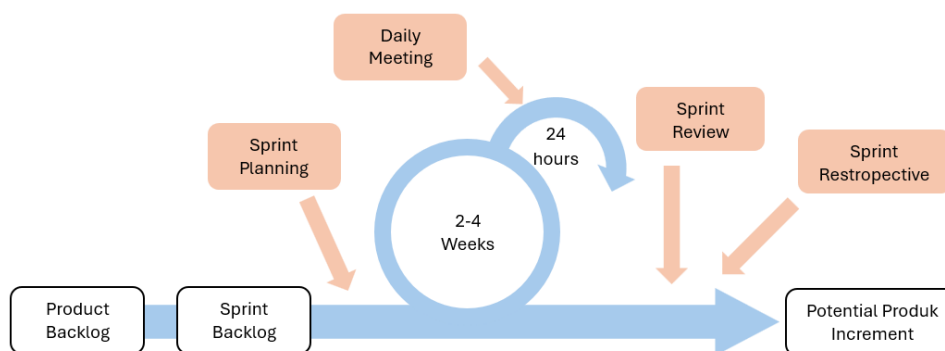 Daily
Meeting
Sprint
Planning
24
hours
Sprint
Review
Sprint
Restropective
2-4
Weeks
Product
Backlog
Sprint
Backlog
Potential Produk
Increment